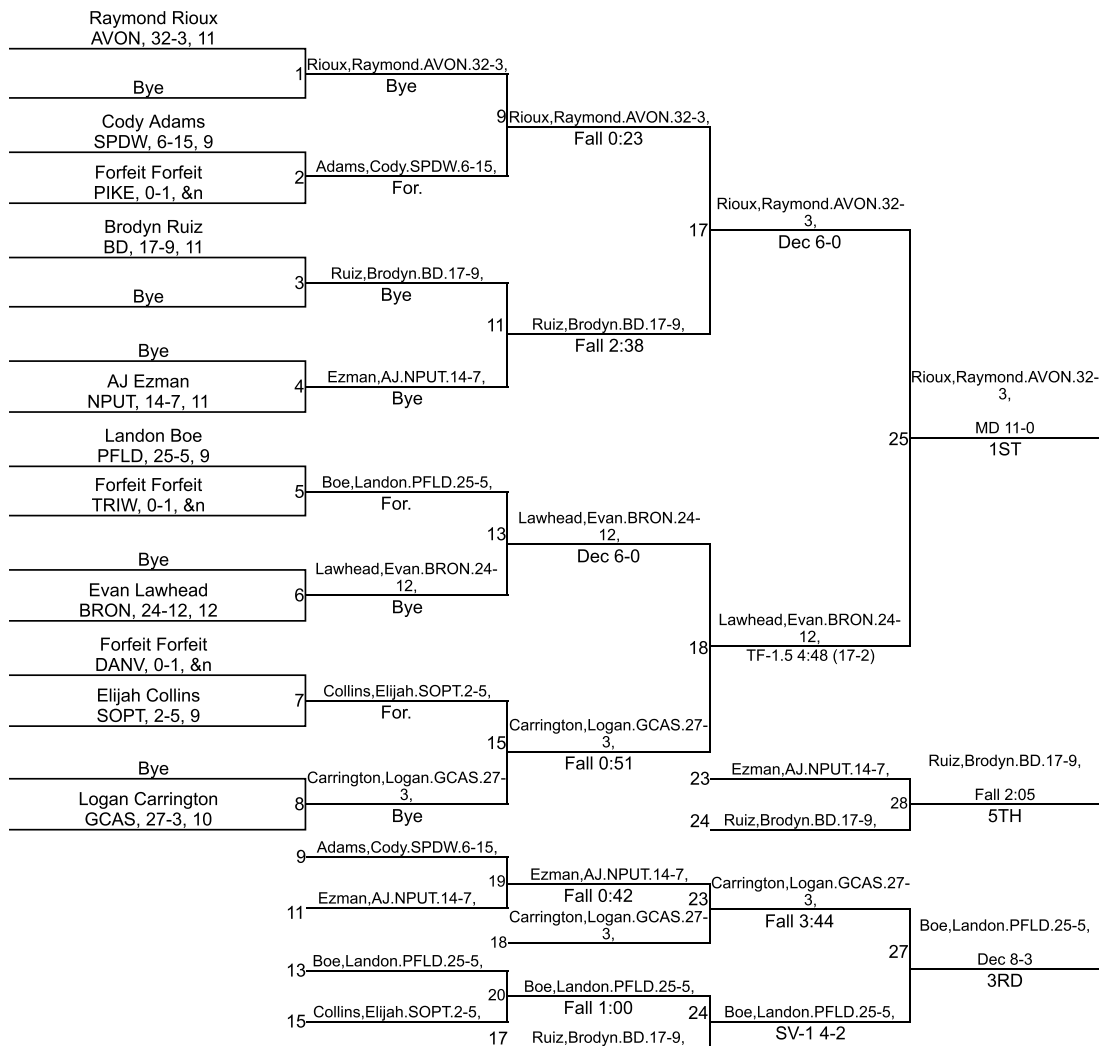 Raymond Rioux
AVON, 32-3, 11
Bye
Cody Adams
SPDW, 6-15, 9
Forfeit Forfeit
PIKE, 0-1, &n
Brodyn Ruiz
BD, 17-9, 11
Bye
Bye
AJ Ezman
NPUT, 14-7, 11
Landon Boe
PFLD, 25-5, 9
Forfeit Forfeit
TRIW, 0-1, &n
Bye
Evan Lawhead
BRON, 24-12, 12
Forfeit Forfeit
DANV, 0-1, &n
Elijah Collins
SOPT, 2-5, 9
Bye
Logan Carrington
GCAS, 27-3, 10
1
Rioux,Raymond.AVON.32-3,
Bye
2
Adams,Cody.SPDW.6-15,
For.
3
Ruiz,Brodyn.BD.17-9,
Bye
4
Ezman,AJ.NPUT.14-7,
Bye
5
Boe,Landon.PFLD.25-5,
For.
6
Lawhead,Evan.BRON.24-
12,
Bye
7
Collins,Elijah.SOPT.2-5,
For.
8
Carrington,Logan.GCAS.27-
3,
Bye
9
Rioux,Raymond.AVON.32-3,
Fall 0:23
11
Ruiz,Brodyn.BD.17-9,
Fall 2:38
13
Lawhead,Evan.BRON.24-
12,
Dec 6-0
15
Carrington,Logan.GCAS.27-
3,
Fall 0:51
17
Rioux,Raymond.AVON.32-
3,
Dec 6-0
18
Lawhead,Evan.BRON.24-
12,
TF-1.5 4:48 (17-2)
25
Rioux,Raymond.AVON.32-
3,
MD 11-0
1ST
23
Ezman,AJ.NPUT.14-7,
24
Ruiz,Brodyn.BD.17-9,
28
Ruiz,Brodyn.BD.17-9,
Fall 2:05
5TH
9
Adams,Cody.SPDW.6-15,
11
Ezman,AJ.NPUT.14-7,
19
Ezman,AJ.NPUT.14-7,
Fall 0:42
18
Carrington,Logan.GCAS.27-
3,
23
Carrington,Logan.GCAS.27-
3,
Fall 3:44
13
Boe,Landon.PFLD.25-5,
15
Collins,Elijah.SOPT.2-5,
20
Boe,Landon.PFLD.25-5,
Fall 1:00
17
Ruiz,Brodyn.BD.17-9,
24
Boe,Landon.PFLD.25-5,
SV-1 4-2
27
Boe,Landon.PFLD.25-5,
Dec 8-3
3RD